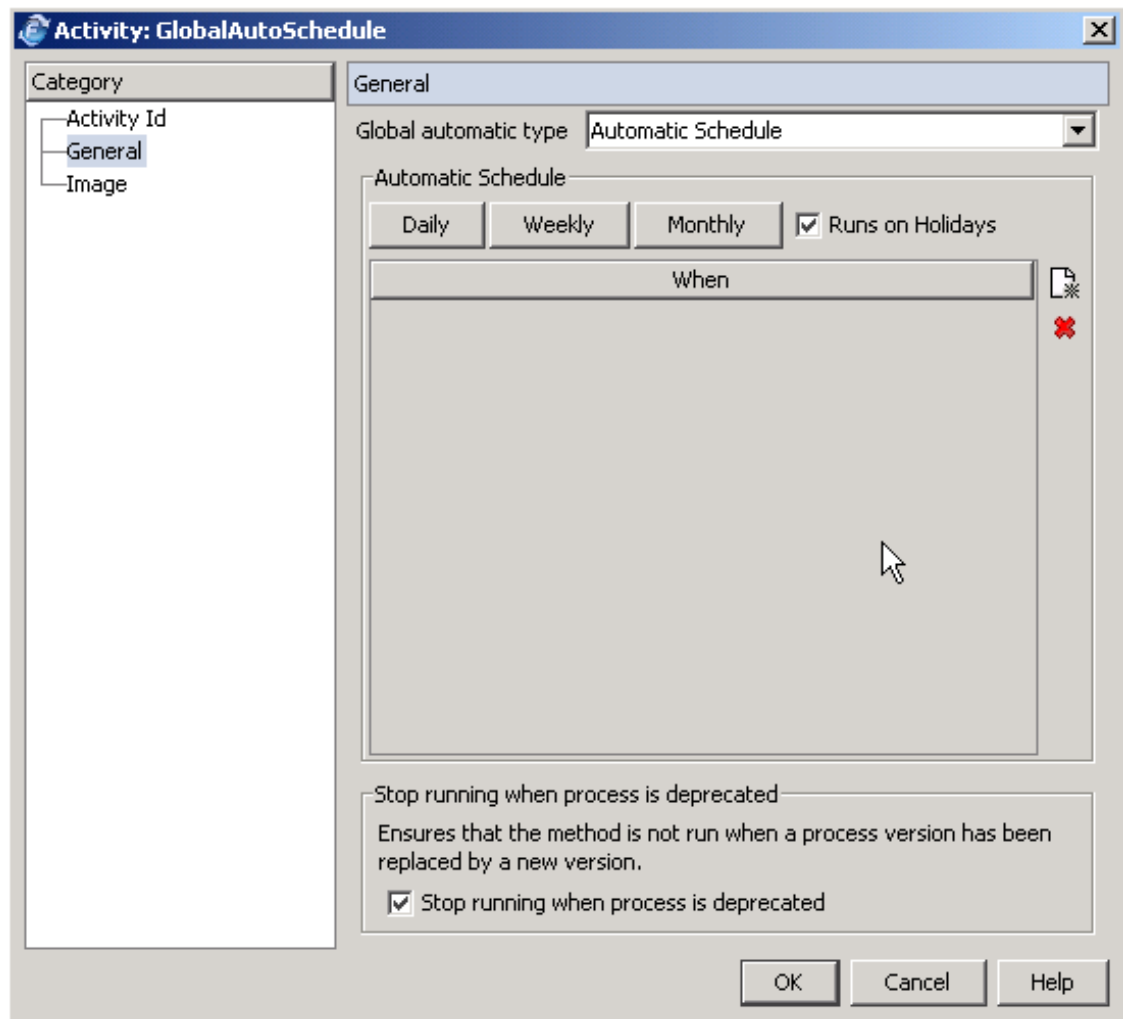 Activity: GlobalAutoSchedule
Category
Activity Id
General
Image
General
Global automatic type Automatic Schedule
Automatic Schedule
Daily Weekly Monthly Runs on Holidays
When
Stop running when process is deprecated
Ensures that the method is not run when a process version has been
replaced by a new version.
Stop running when process is deprecated
OK Cancel Help